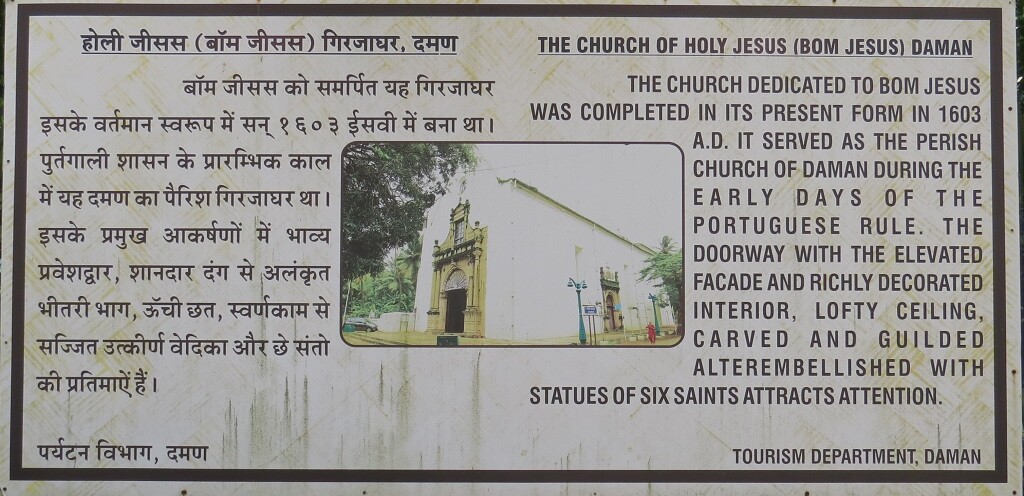 होली जीसस (बॉम जीसस) गिरजाघर, दमण
बॉम जीसस को समर्पित यह गिरजाघर
इसके वर्तमान स्वरूप में सन् १६०३ ईसवी में बना था।
पुर्तगाली शासन के प्रारम्भिक काल
में यह दमण का पैरिश गिरजाघर था।
इसके प्रमुख आकर्षणों में भाव्य
प्रवेशद्वार, शानदार दंग से अलंकृत
भीतरी भाग, ऊँची छत, स्वर्णकाम से
सज्जित उत्कीर्ण वेदिका और छे संतो
की प्रतिमाऐं हैं।
पर्यटन विभाग, दमण
THE CHURCH OF HOLY JESUS (BOM JESUS) DAMAN
THE CHURCH DEDICATED TO BOM JESUS
WAS COMPLETED IN ITS PRESENT FORM IN 1603
A.D. IT SERVED AS THE PERISH
CHURCH OF DAMAN DURING THE
EARLY DAYS OF THE
PORTUGUESE RULE. THE
DOORWAY WITH THE ELEVATED
FACADE AND RICHLY DECORATED
INTERIOR, LOFTY CEILING,
CARVED AND GUILDED
ALTEREMBELLISHED WITH
STATUES OF SIX SAINTS ATTRACTS ATTENTION.
TOURISM DEPARTMENT, DAMAN